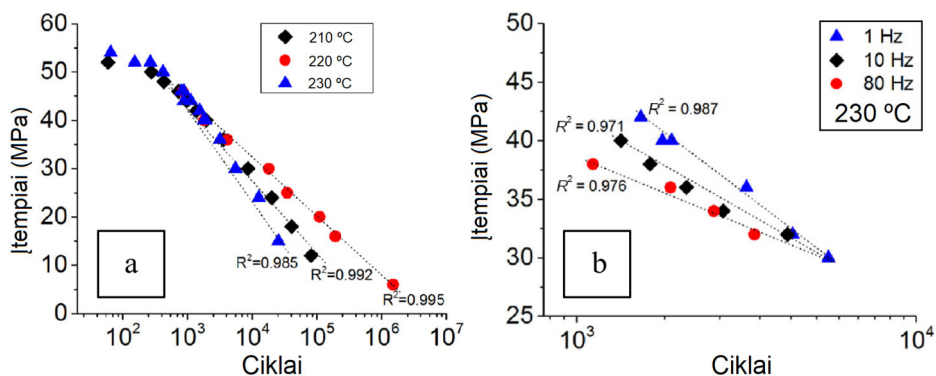 60
50
40
30
20
10
0
Įtempiai (MPa)
210 ºC
220 ºC
230 ºC
a
R²=0.985
R²=0.992
R²=0.995
10² 10³ 10⁴ 10⁵ 10⁶ 10⁷
Ciklai
50
45
40
35
30
25
Įtempiai (MPa)
1 Hz
10 Hz
80 Hz
230 ºC
R² = 0.987
R² = 0.971
R² = 0.976
b
10³ 10⁴
Ciklai